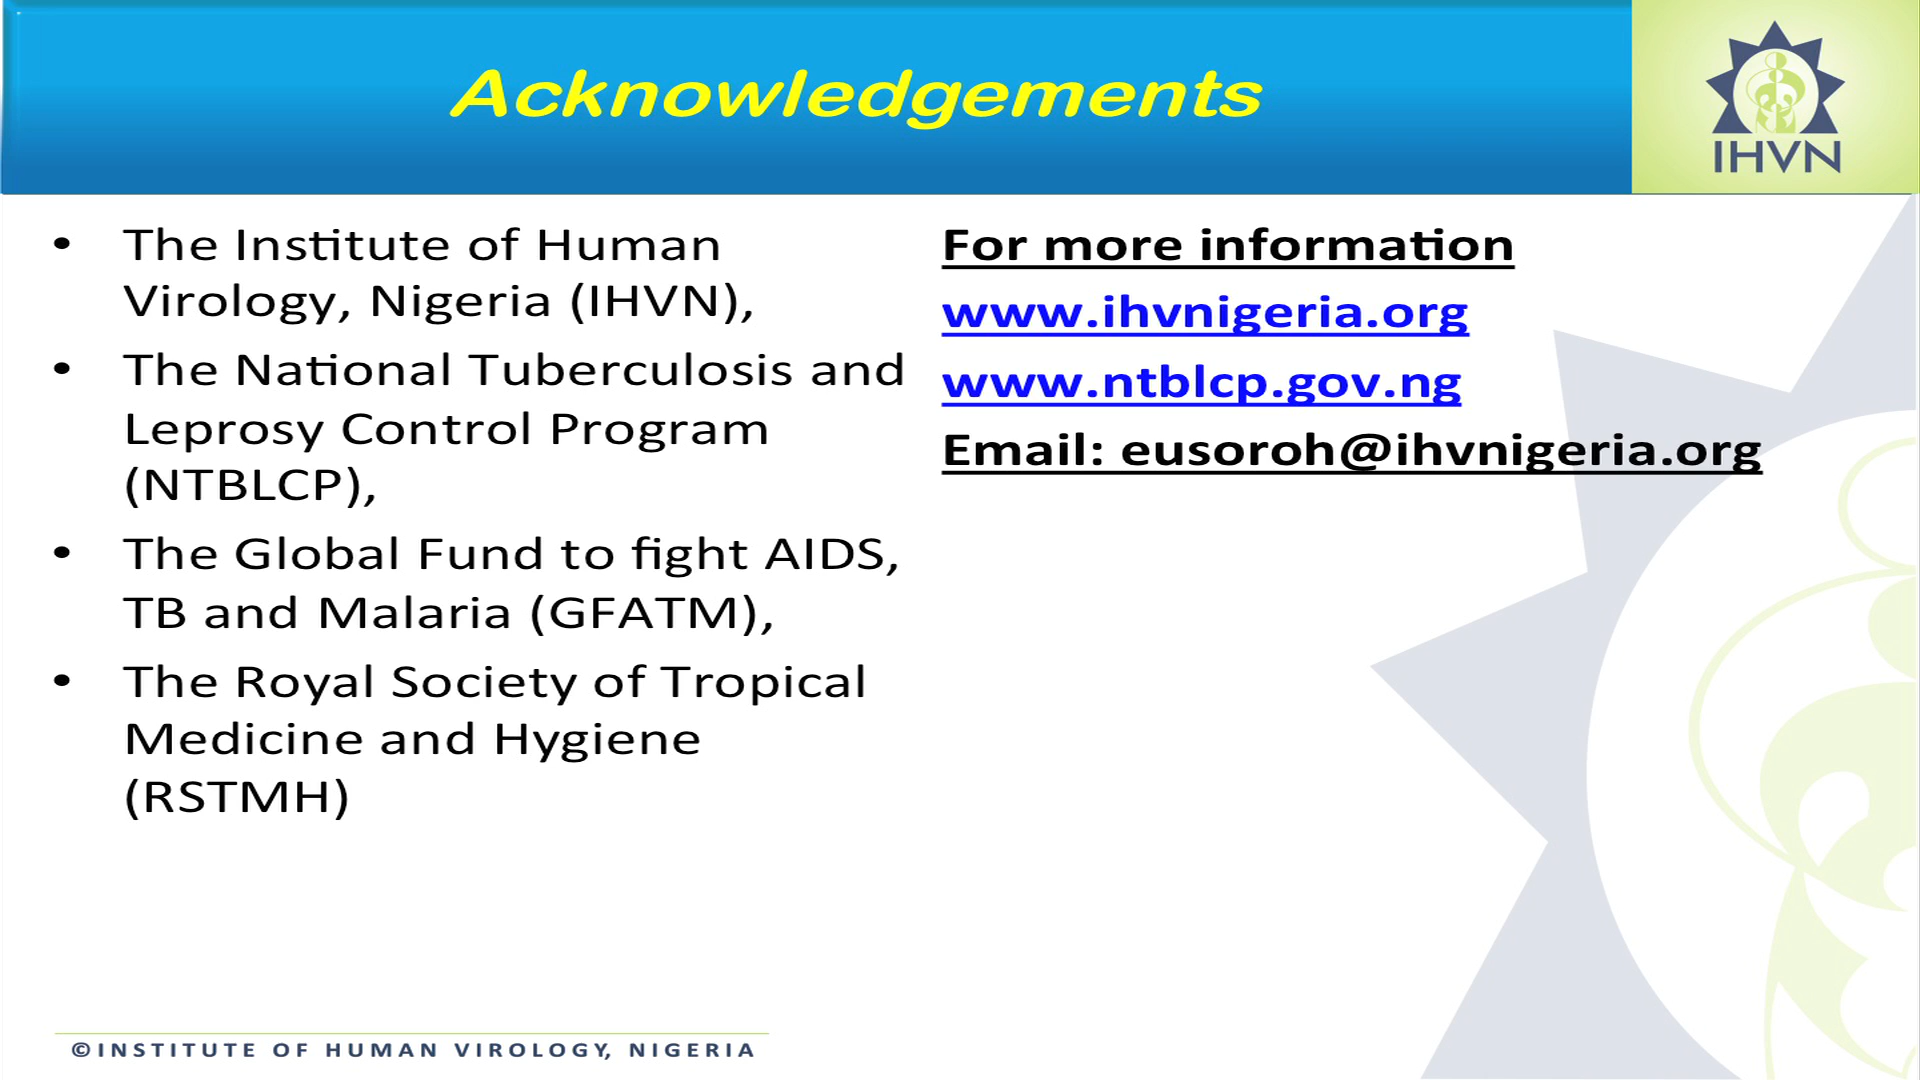 Acknowledgements
IHVN
• The Institute of Human
Virology, Nigeria (IHVN),
• The National Tuberculosis and
Leprosy Control Program
(NTBLCP),
• The Global Fund to fight AIDS,
TB and Malaria (GFATM),
• The Royal Society of Tropical
Medicine and Hygiene
(RSTMH)
For more information
www.ihvnigeria.org
www.ntblcp.gov.ng
Email: eusoroh@ihvnigeria.org
©INSTITUTE OF HUMAN VIROLOGY, NIGERIA